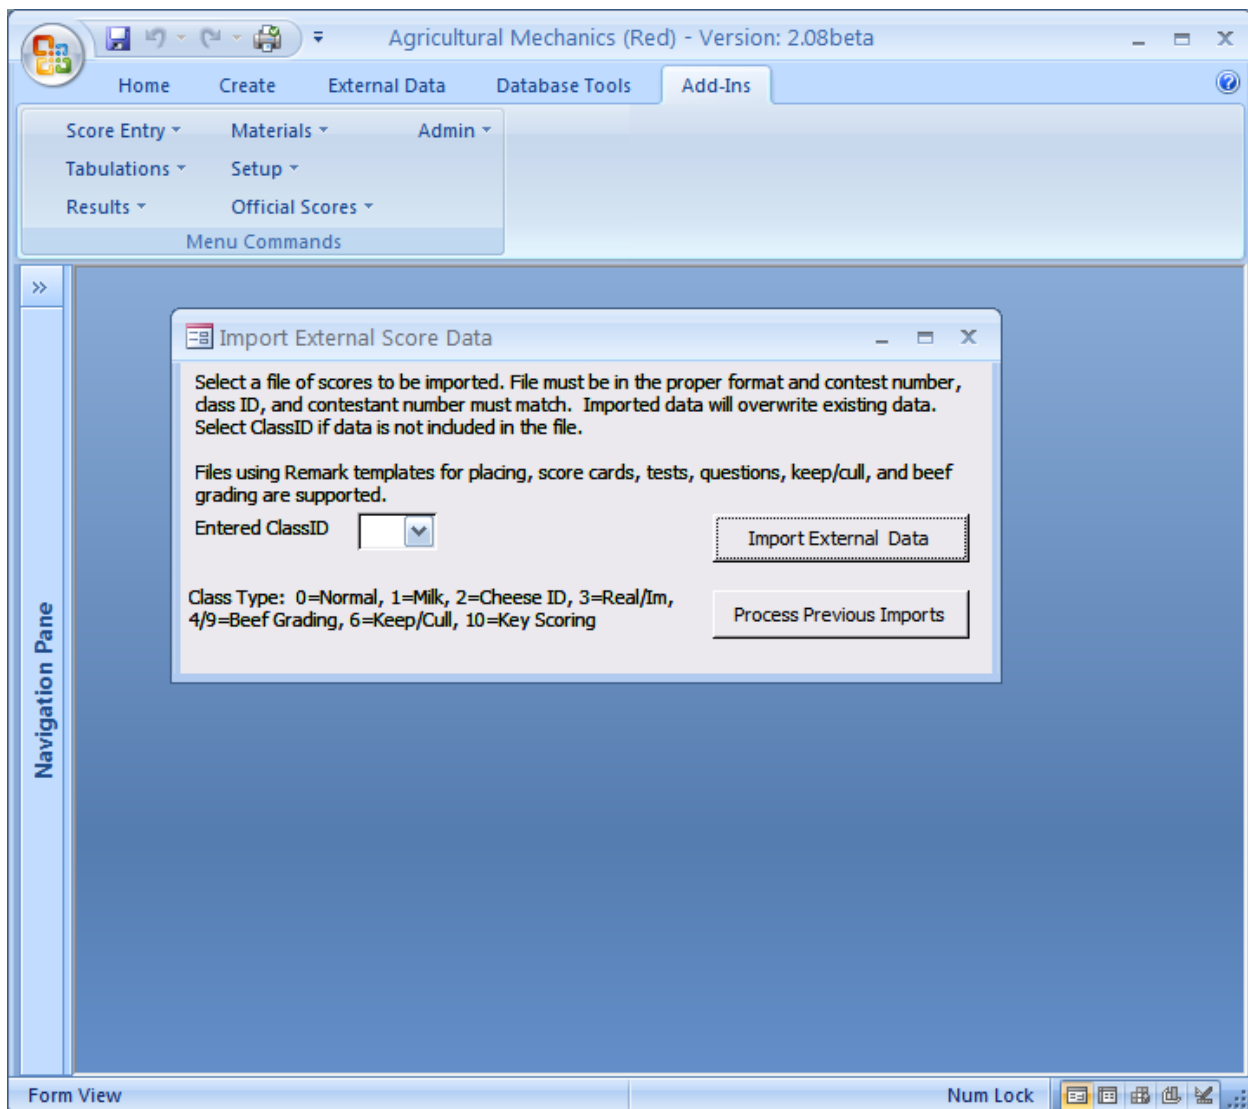 Agricultural Mechanics (Red) - Version: 2.08beta
Home Create External Data Database Tools Add-Ins
Score Entry Materials Admin
Tabulations Setup
Results Official Scores
Menu Commands
Navigation Pane
Import External Score Data
Select a file of scores to be imported. File must be in the proper format and contest number,
class ID, and contestant number must match. Imported data will overwrite existing data.
Select ClassID if data is not included in the file.
Files using Remark templates for placing, score cards, tests, questions, keep/cull, and beef
grading are supported.
Entered ClassID
Import External Data
Class Type: 0=Normal, 1=Milk, 2=Cheese ID, 3=Real/Im,
4/9=Beef Grading, 6=Keep/Cull, 10=Key Scoring
Process Previous Imports
Form View
Num Lock